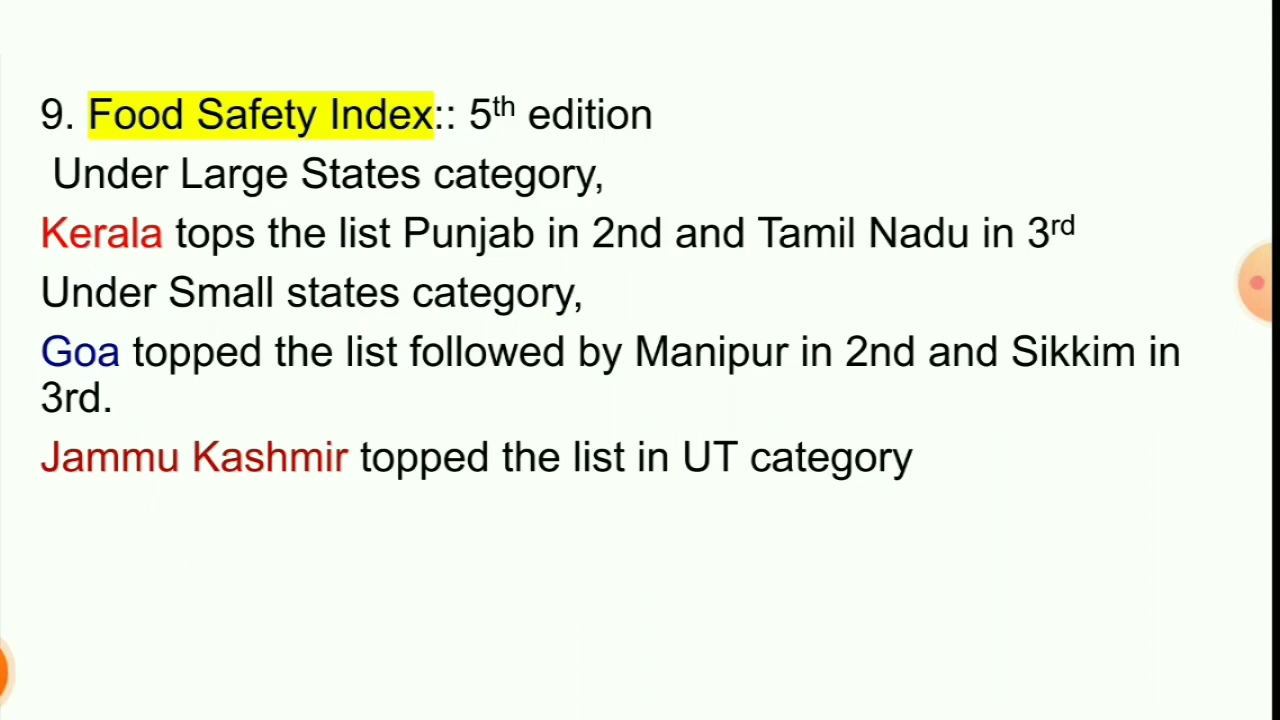 9. Food Safety Index:: 5th edition
Under Large States category,
Kerala tops the list Punjab in 2nd and Tamil Nadu in 3rd
Under Small states category,
Goa topped the list followed by Manipur in 2nd and Sikkim in
3rd.
Jammu Kashmir topped the list in UT category